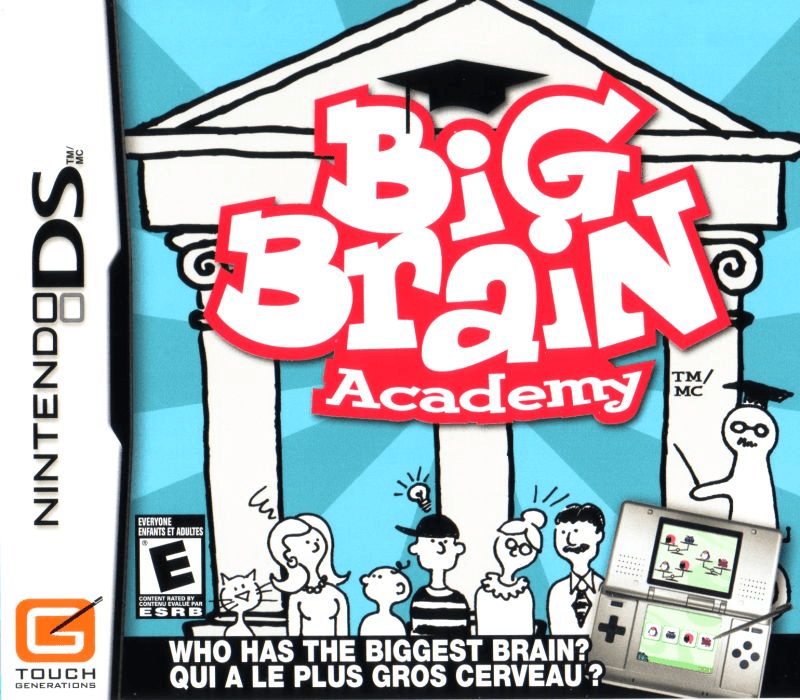 NINTENDO DS
TM/
MC
BiG
BraiN
Academy
TM/
MC
EVERYONE
ENFANTS ET ADULTES
®
E
CONTENT RATED BY
CONTENU ÉVALUÉ PAR
ESRB
WHO HAS THE BIGGEST BRAIN?
QUI A LE PLUS GROS CERVEAU ?
TOUCH
GENERATIONS